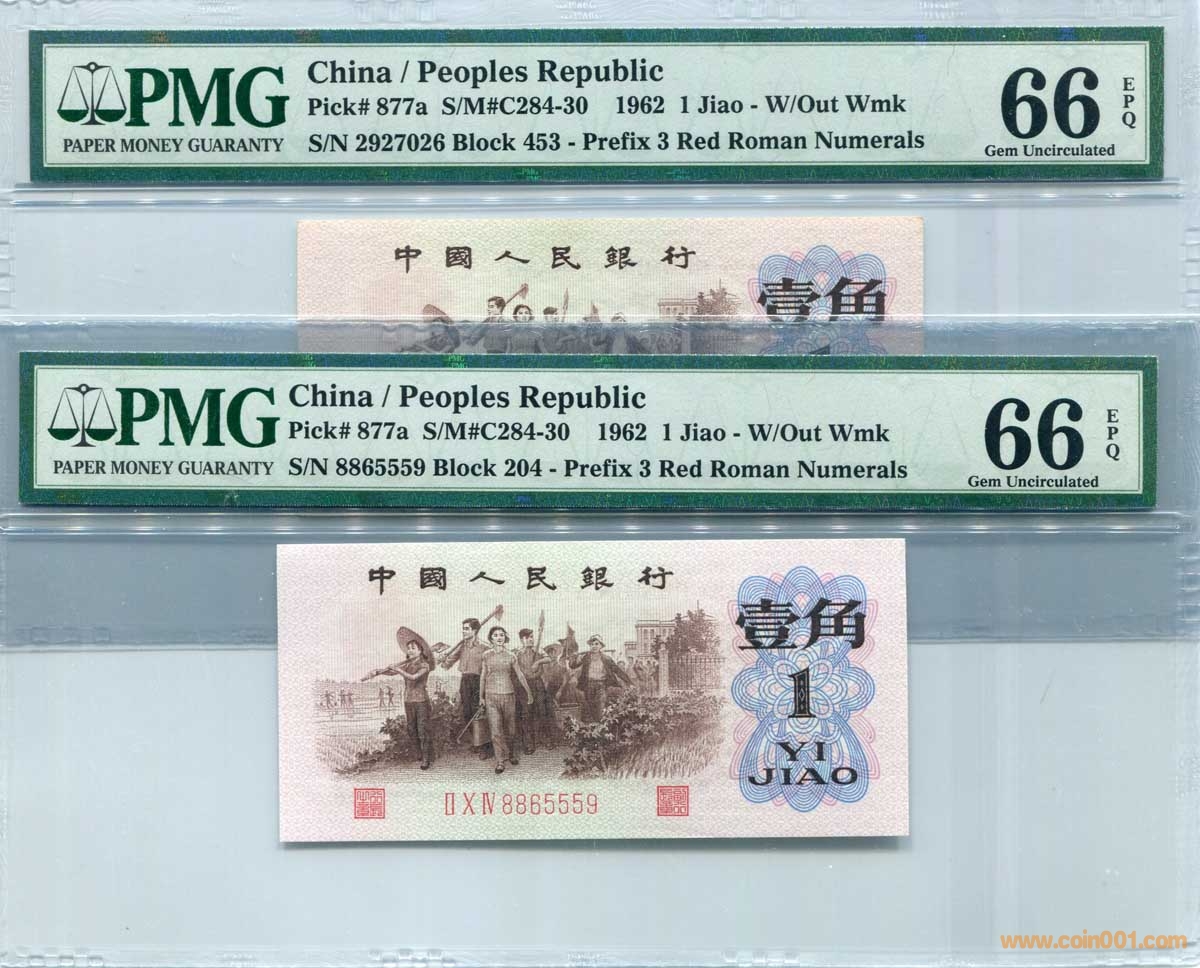 PMG
PAPER MONEY GUARANTY
China / Peoples Republic
Pick# 877a S/M#C284-30 1962 1 Jiao - W/Out Wmk
S/N 2927026 Block 453 - Prefix 3 Red Roman Numerals
66
EPQ
Gem Uncirculated
中國人民銀行
壹角
PMG
PAPER MONEY GUARANTY
China / Peoples Republic
Pick# 877a S/M#C284-30 1962 1 Jiao - W/Out Wmk
S/N 8865559 Block 204 - Prefix 3 Red Roman Numerals
66
EPQ
Gem Uncirculated
中國人民銀行
壹角
1
YI
JIAO
II X IV 8865559
www.coin001.com